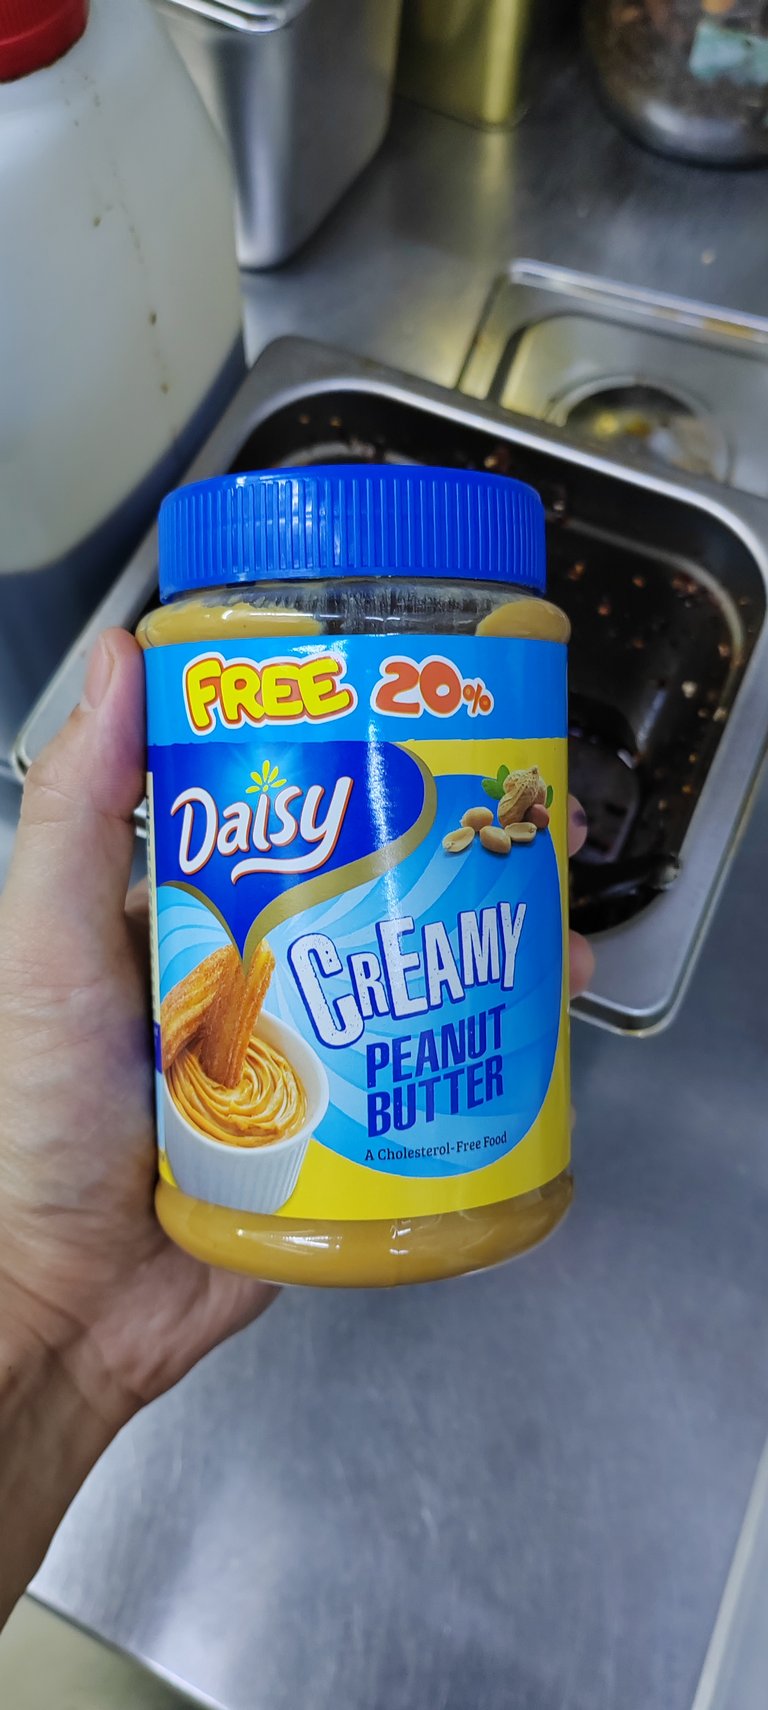 FREE 20%
Daisy
CREAMY
PEANUT
BUTTER
A Cholesterol-Free Food